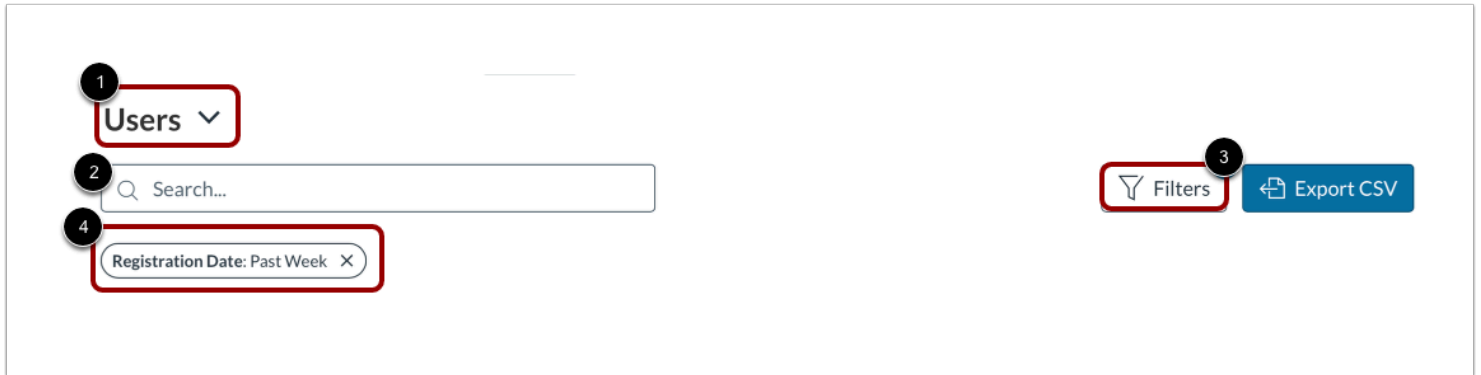 1
Users
2
Search...
3
Filters
Export CSV
4
Registration Date: Past Week